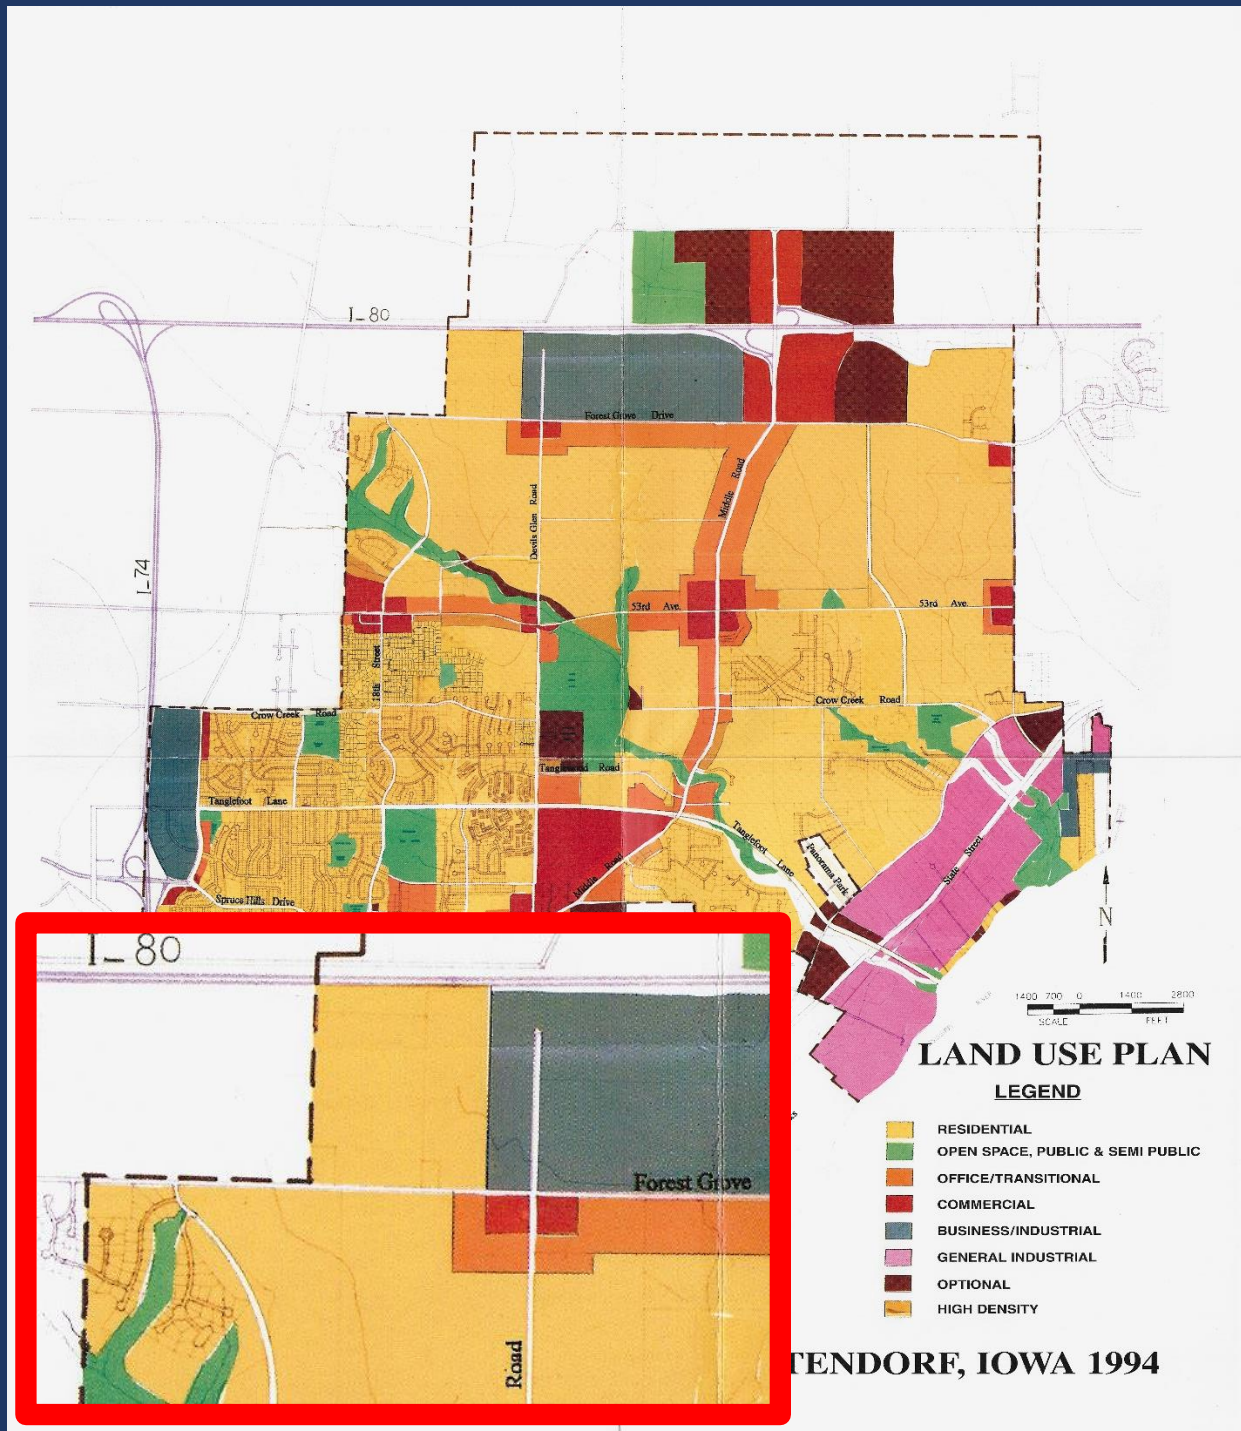 I-80
Forest Grove Drive
Middle Road
Devils Glen Road
I-74
53rd Ave.
53rd Ave.
18th Street
Crow Creek Road
Crow Creek Road
Tanglewood Road
Tanglefoot Lane
Tanglefoot Lane
Middle Road
Panorama Park
State Street
Spruce Hills Drive
N
I-80
Forest Grove
Road
1400 700 0 1400 2800
SCALE FEET
LAND USE PLAN
LEGEND
RESIDENTIAL
OPEN SPACE, PUBLIC & SEMI PUBLIC
OFFICE/TRANSITIONAL
COMMERCIAL
BUSINESS/INDUSTRIAL
GENERAL INDUSTRIAL
OPTIONAL
HIGH DENSITY
TENDORF, IOWA 1994